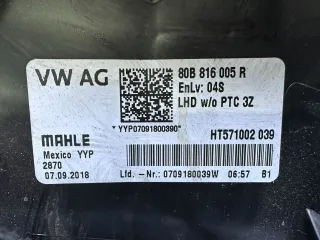 VW AG
80B 816 005 R
EnLv: 04S
LHD w/o PTC 3Z
*YYP07091800390*
MAHLE
HT571002 039
Mexico YYP
2870
07.09.2018
Lfd.-Nr.: 0709180039W 06:57 B1